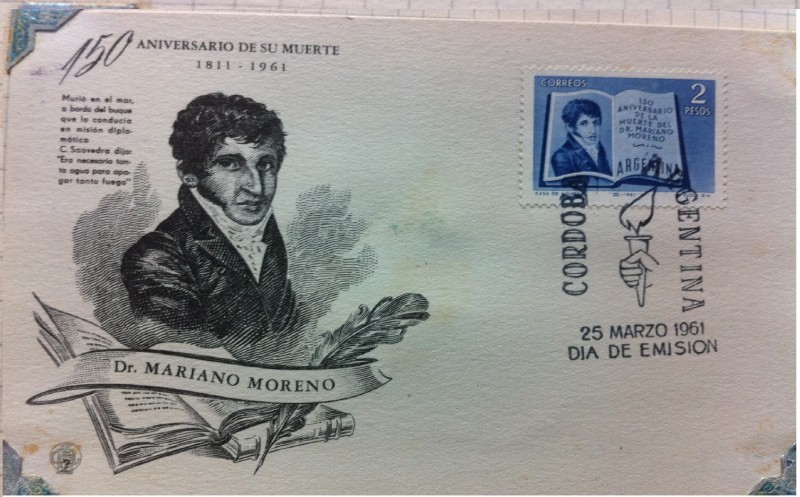 150 ANIVERSARIO DE SU MUERTE
1811 - 1961
Murió en el mar,
a bordo del buque
que lo conducía
en misión diplo-
mática
C. Saavedra dijo:
"Era necesario tan-
ta agua para apa-
gar tanto fuego"
Dr. MARIANO MORENO
CORREOS
2
PESOS
150
ANIVERSARIO
DE LA
MUERTE DEL
DR. MARIANO
MORENO
ARGENTINA
CASA DE
CORDOBA
ARGENTINA
25 MARZO 1961
DIA DE EMISION